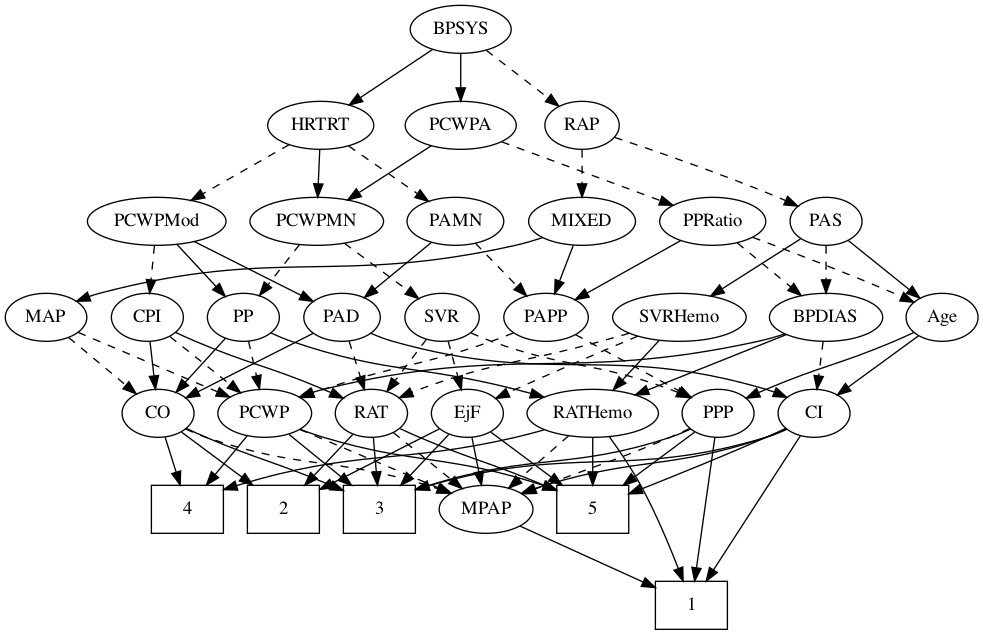 BPSYS
HRTRT PCWPA RAP
PCWPMod PCWPMN PAMN MIXED PPRatio PAS
MAP CPI PP PAD SVR PAPP SVRHemo BPDIAS Age
CO PCWP RAT EjF RATHemo PPP CI
4 2 3 MPAP 5
1